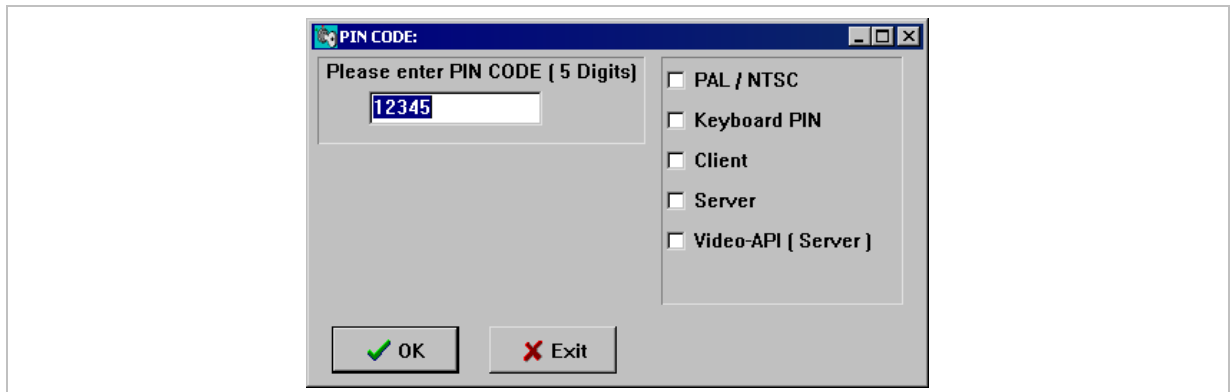 PIN CODE:
Please enter PIN CODE ( 5 Digits)
12345
PAL / NTSC
Keyboard PIN
Client
Server
Video-API ( Server )
OK
Exit